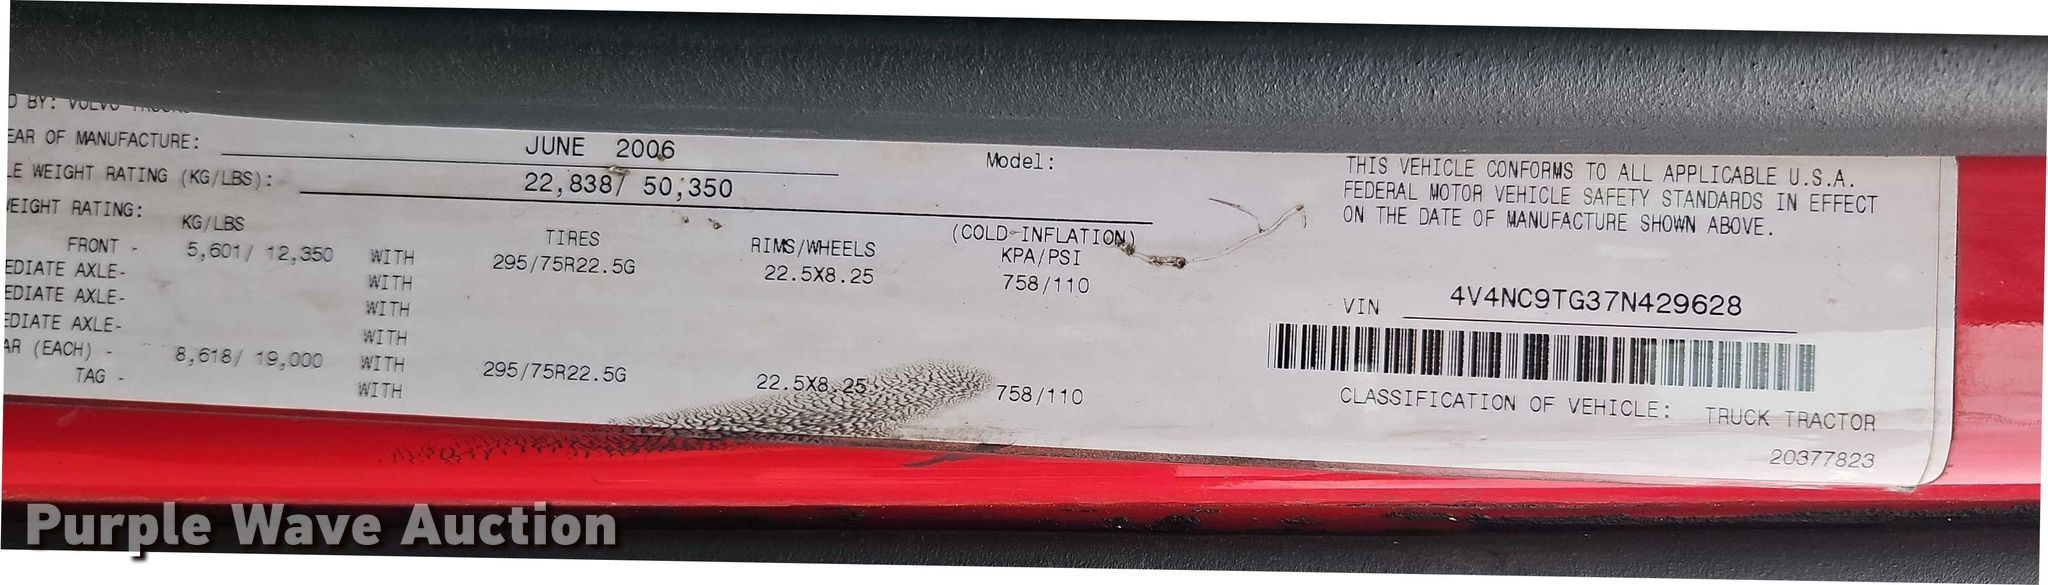 D BY: VOLVO
EAR OF MANUFACTURE: JUNE 2006 Model:
LE WEIGHT RATING (KG/LBS): 22,838/ 50,350
WEIGHT RATING:
KG/LBS TIRES RIMS/WHEELS (COLD-INFLATION) KPA/PSI
FRONT - 5,601/ 12,350 WITH 295/75R22.5G 22.5X8.25 758/110
EDIATE AXLE- WITH
EDIATE AXLE- WITH
EDIATE AXLE- WITH
AR (EACH) - 8,618/ 19,000 WITH 295/75R22.5G 22.5X8.25 758/110
TAG - WITH
THIS VEHICLE CONFORMS TO ALL APPLICABLE U.S.A.
FEDERAL MOTOR VEHICLE SAFETY STANDARDS IN EFFECT
ON THE DATE OF MANUFACTURE SHOWN ABOVE.
VIN 4V4NC9TG37N429628
CLASSIFICATION OF VEHICLE: TRUCK TRACTOR
20377823
Purple Wave Auction